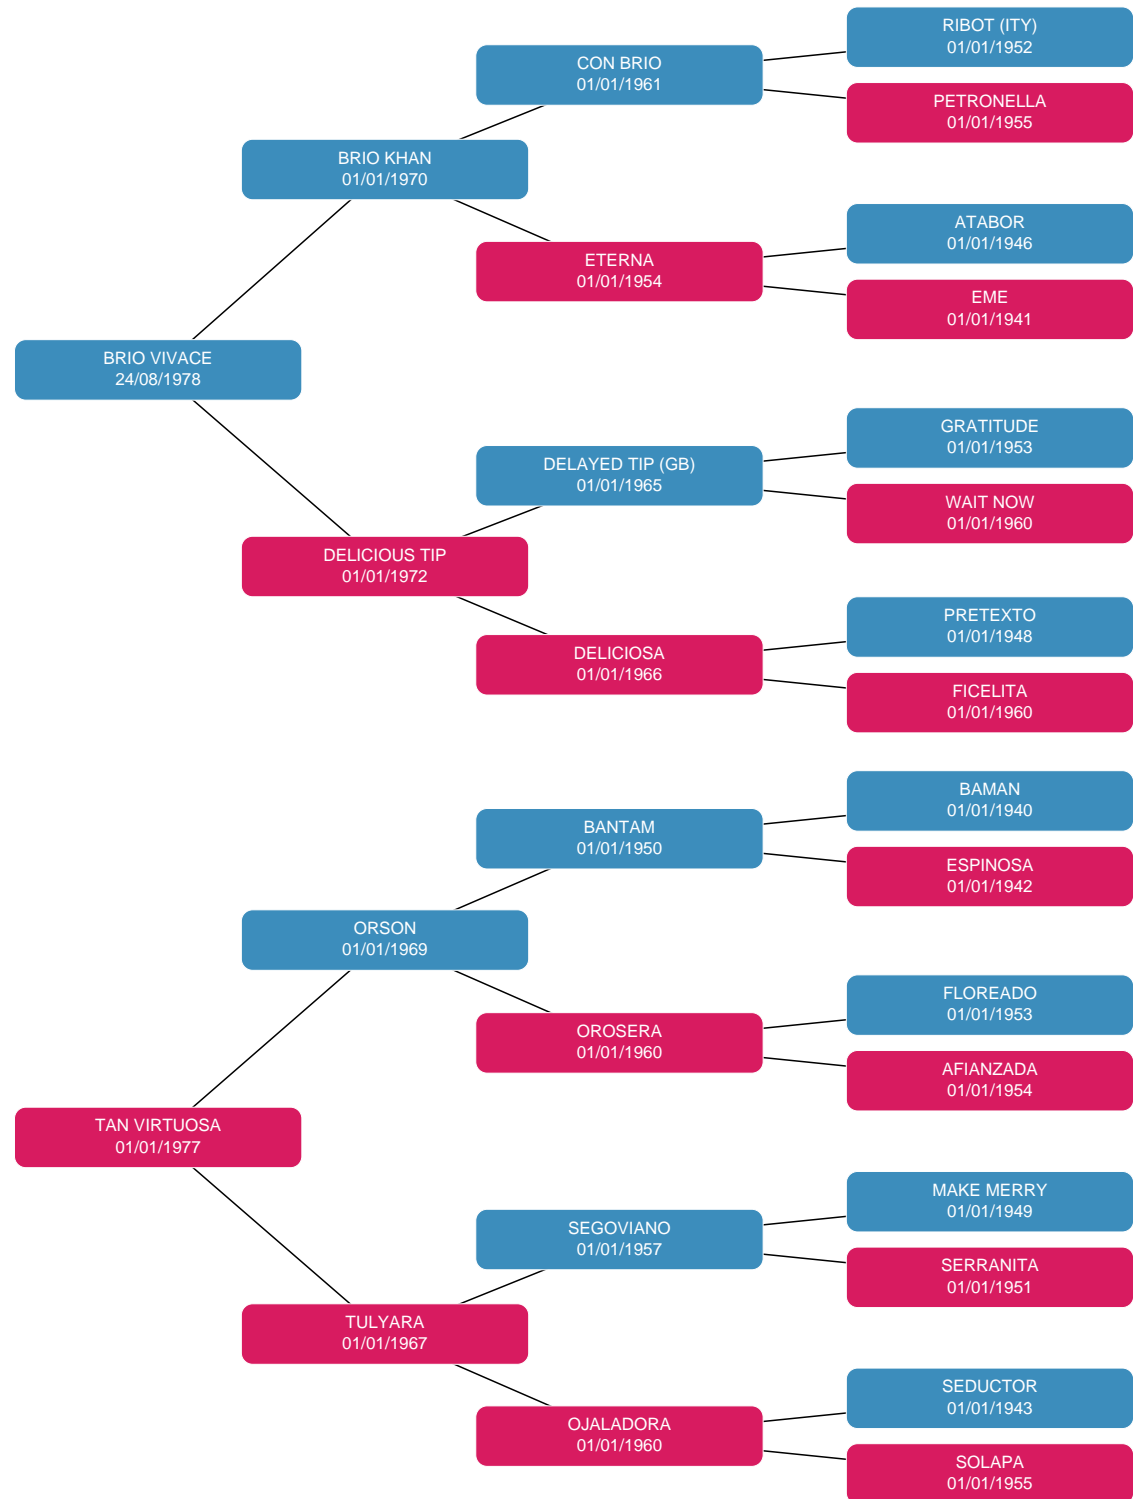 RIBOT (ITY)
01/01/1952
CON BRIO
01/01/1961
PETRONELLA
01/01/1955
BRIO KHAN
01/01/1970
ATABOR
01/01/1946
ETERNA
01/01/1954
EME
01/01/1941
BRIO VIVACE
24/08/1978
GRATITUDE
01/01/1953
DELAYED TIP (GB)
01/01/1965
WAIT NOW
01/01/1960
DELICIOUS TIP
01/01/1972
PRETEXTO
01/01/1948
DELICIOSA
01/01/1966
FICELITA
01/01/1960
BAMAN
01/01/1940
BANTAM
01/01/1950
ESPINOSA
01/01/1942
ORSON
01/01/1969
FLOREADO
01/01/1953
OROSERA
01/01/1960
AFIANZADA
01/01/1954
TAN VIRTUOSA
01/01/1977
MAKE MERRY
01/01/1949
SEGOVIANO
01/01/1957
SERRANITA
01/01/1951
TULYARA
01/01/1967
SEDUCTOR
01/01/1943
OJALADORA
01/01/1960
SOLAPA
01/01/1955